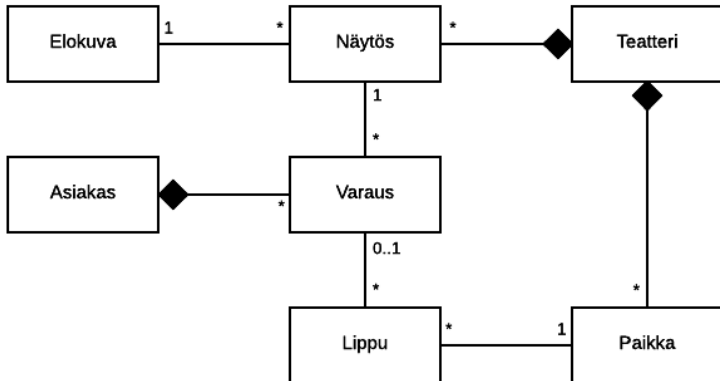 Elokuva
1
*
Näytös
*
Teatteri
1
*
Asiakas
*
Varaus
0..1
*
*
Lippu
*
1
Paikka